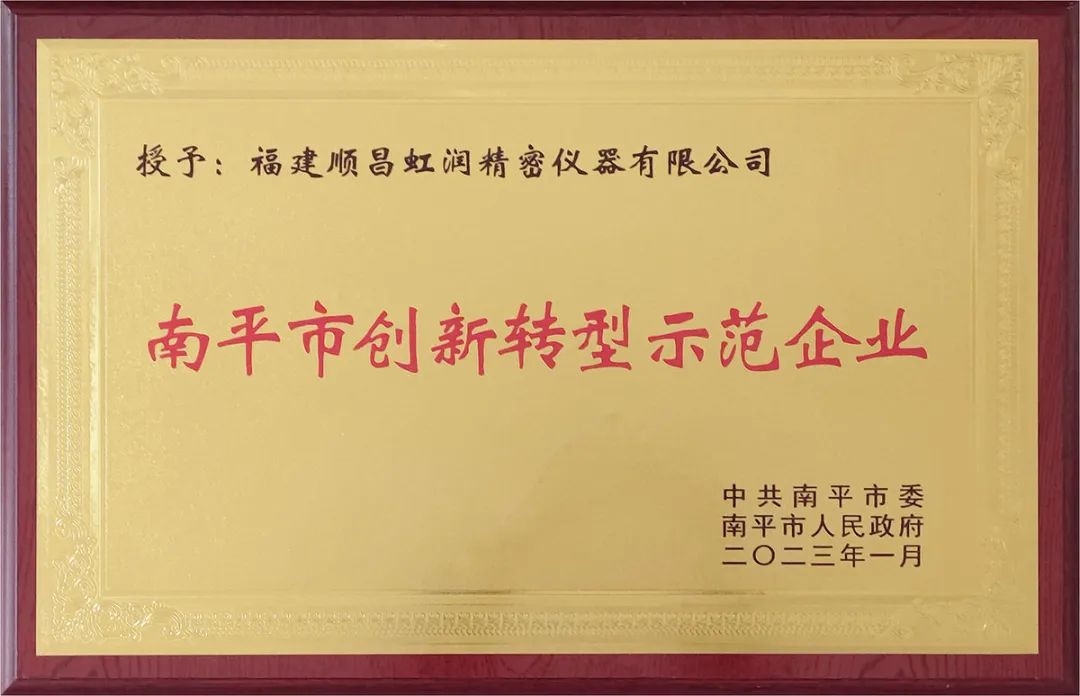 授予：福建顺昌虹润精密仪器有限公司
南平市创新转型示范企业
中共南平市委
南平市人民政府
二〇二三年一月